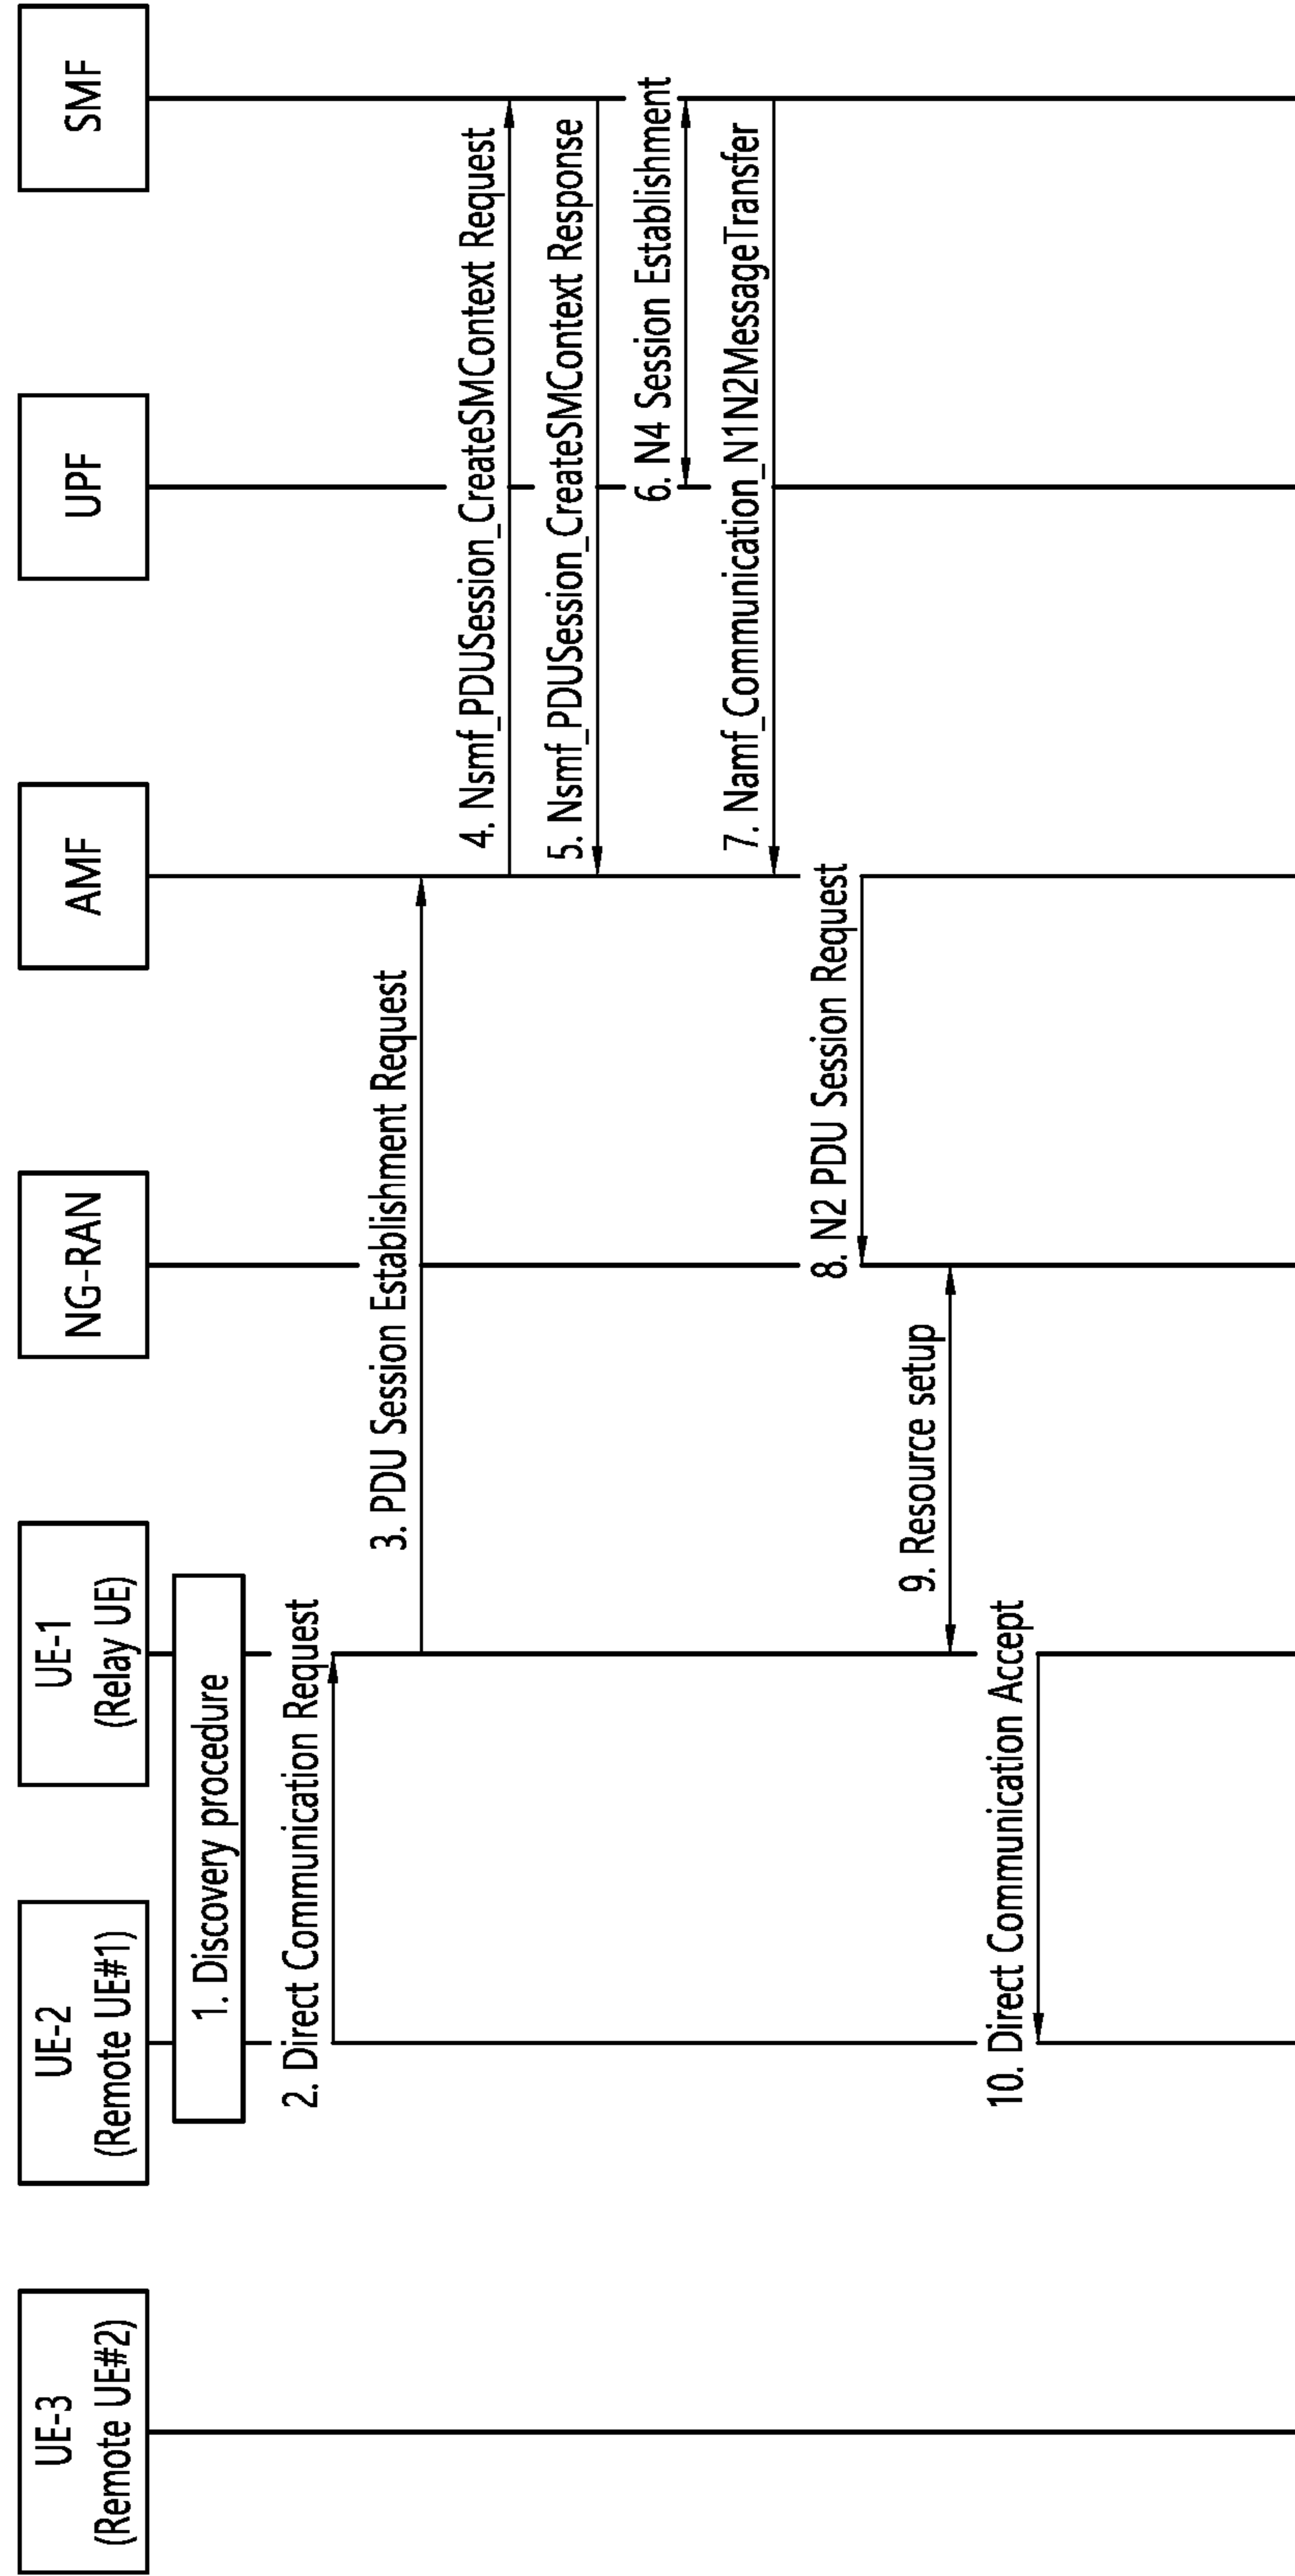 UE-3
(Remote UE#2)
UE-2
(Remote UE#1)
UE-1
(Relay UE)
NG-RAN
AMF
UPF
SMF
1. Discovery procedure
2. Direct Communication Request
3. PDU Session Establishment Request
4. Nsmf_PDUSession_CreateSMContext Request
5. Nsmf_PDUSession_CreateSMContext Response
6. N4 Session Establishment
7. Namf_Communication_N1N2MessageTransfer
8. N2 PDU Session Request
9. Resource setup
10. Direct Communication Accept